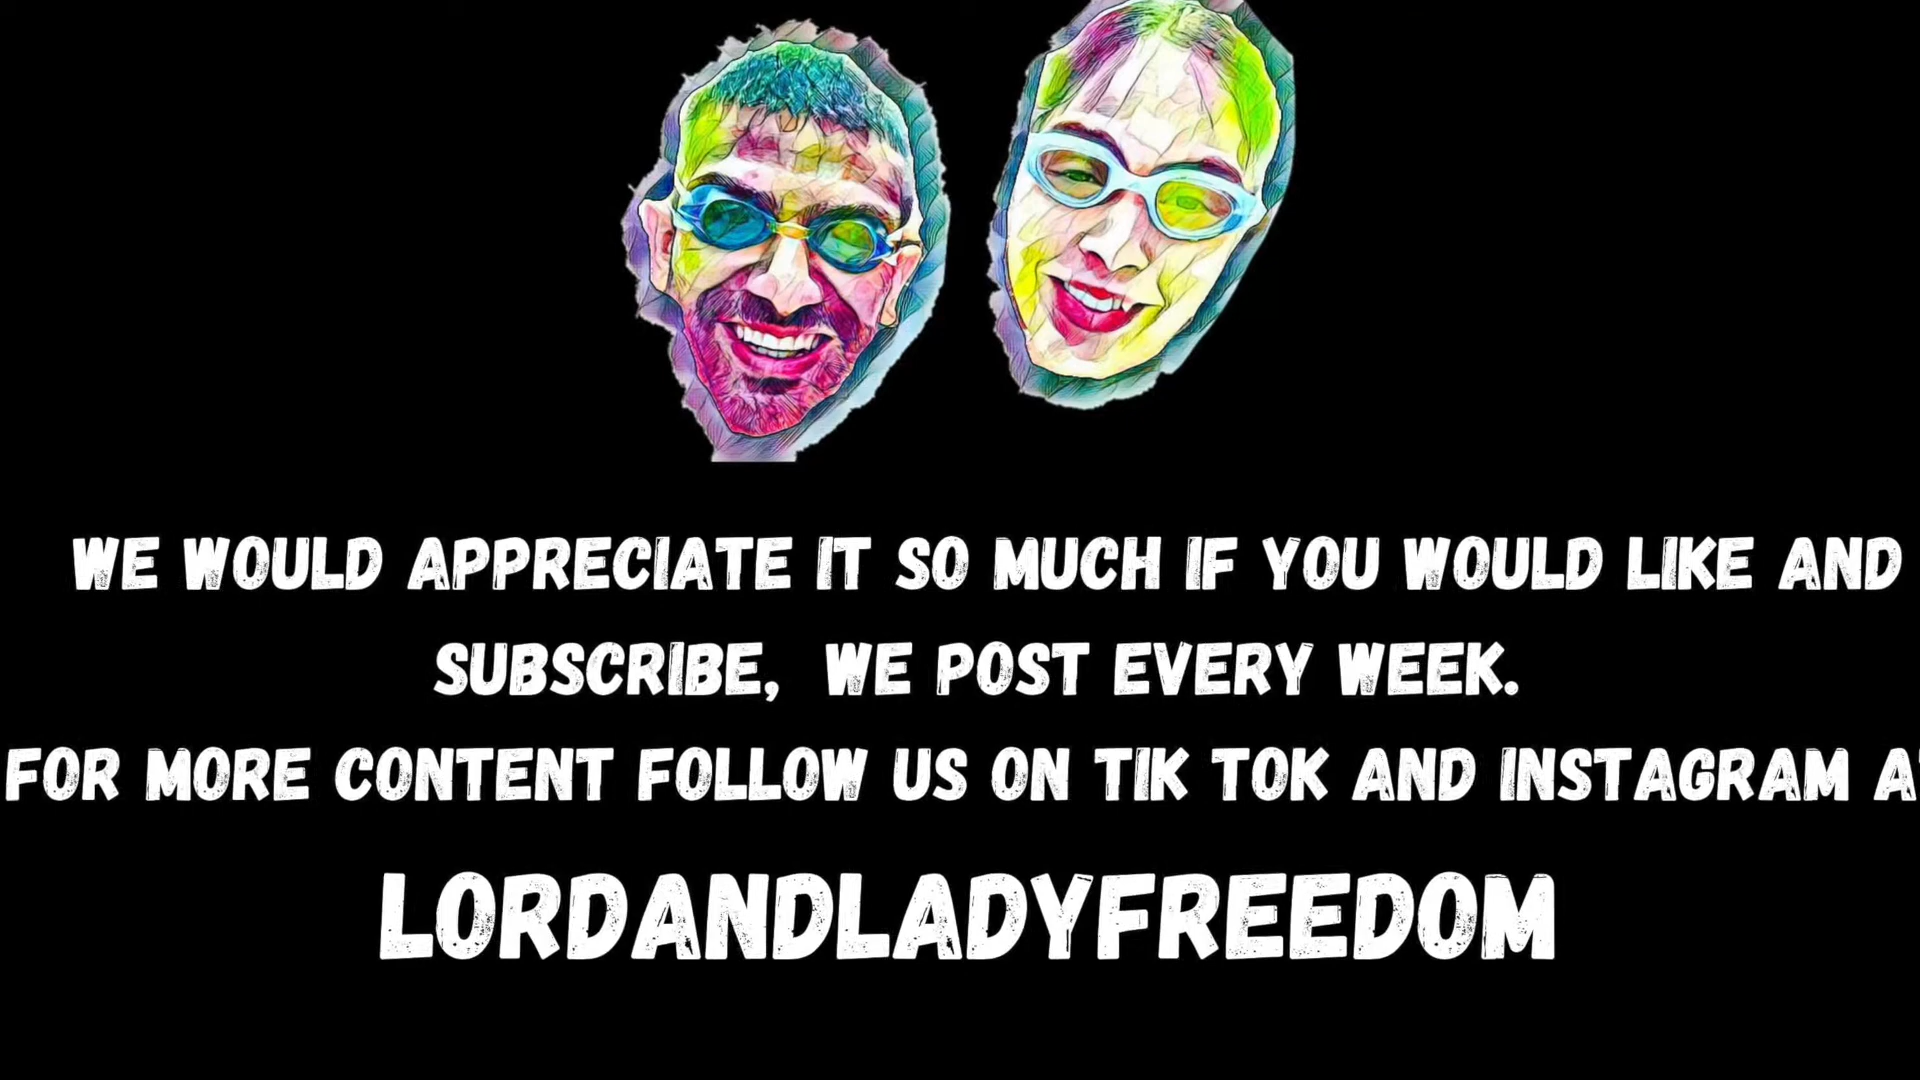 WE WOULD APPRECIATE IT SO MUCH IF YOU WOULD LIKE AND
SUBSCRIBE, WE POST EVERY WEEK.
FOR MORE CONTENT FOLLOW US ON TIK TOK AND INSTAGRAM AT
LORDANDLADYFREEDOM